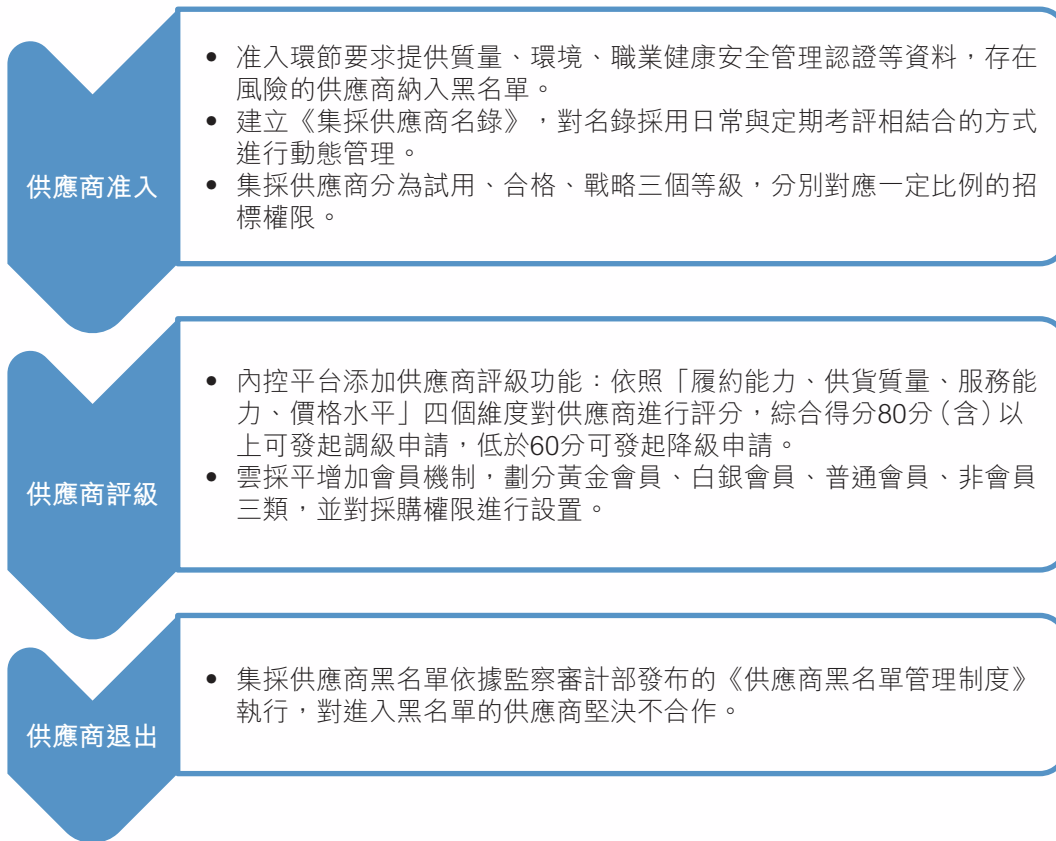 供應商准入
• 准入環節要求提供質量、環境、職業健康安全管理認證等資料，存在
風險的供應商納入黑名單。
• 建立《集採供應商名錄》，對名錄採用日常與定期考評相結合的方式
進行動態管理。
• 集採供應商分為試用、合格、戰略三個等級，分別對應一定比例的招
標權限。
供應商評級
• 內控平台添加供應商評級功能：依照「履約能力、供貨質量、服務能
力、價格水平」四個維度對供應商進行評分，綜合得分80分（含）以
上可發起調級申請，低於60分可發起降級申請。
• 雲採平增加會員機制，劃分黃金會員、白銀會員、普通會員、非會員
三類，並對採購權限進行設置。
供應商退出
• 集採供應商黑名單依據監察審計部發布的《供應商黑名單管理制度》
執行，對進入黑名單的供應商堅決不合作。